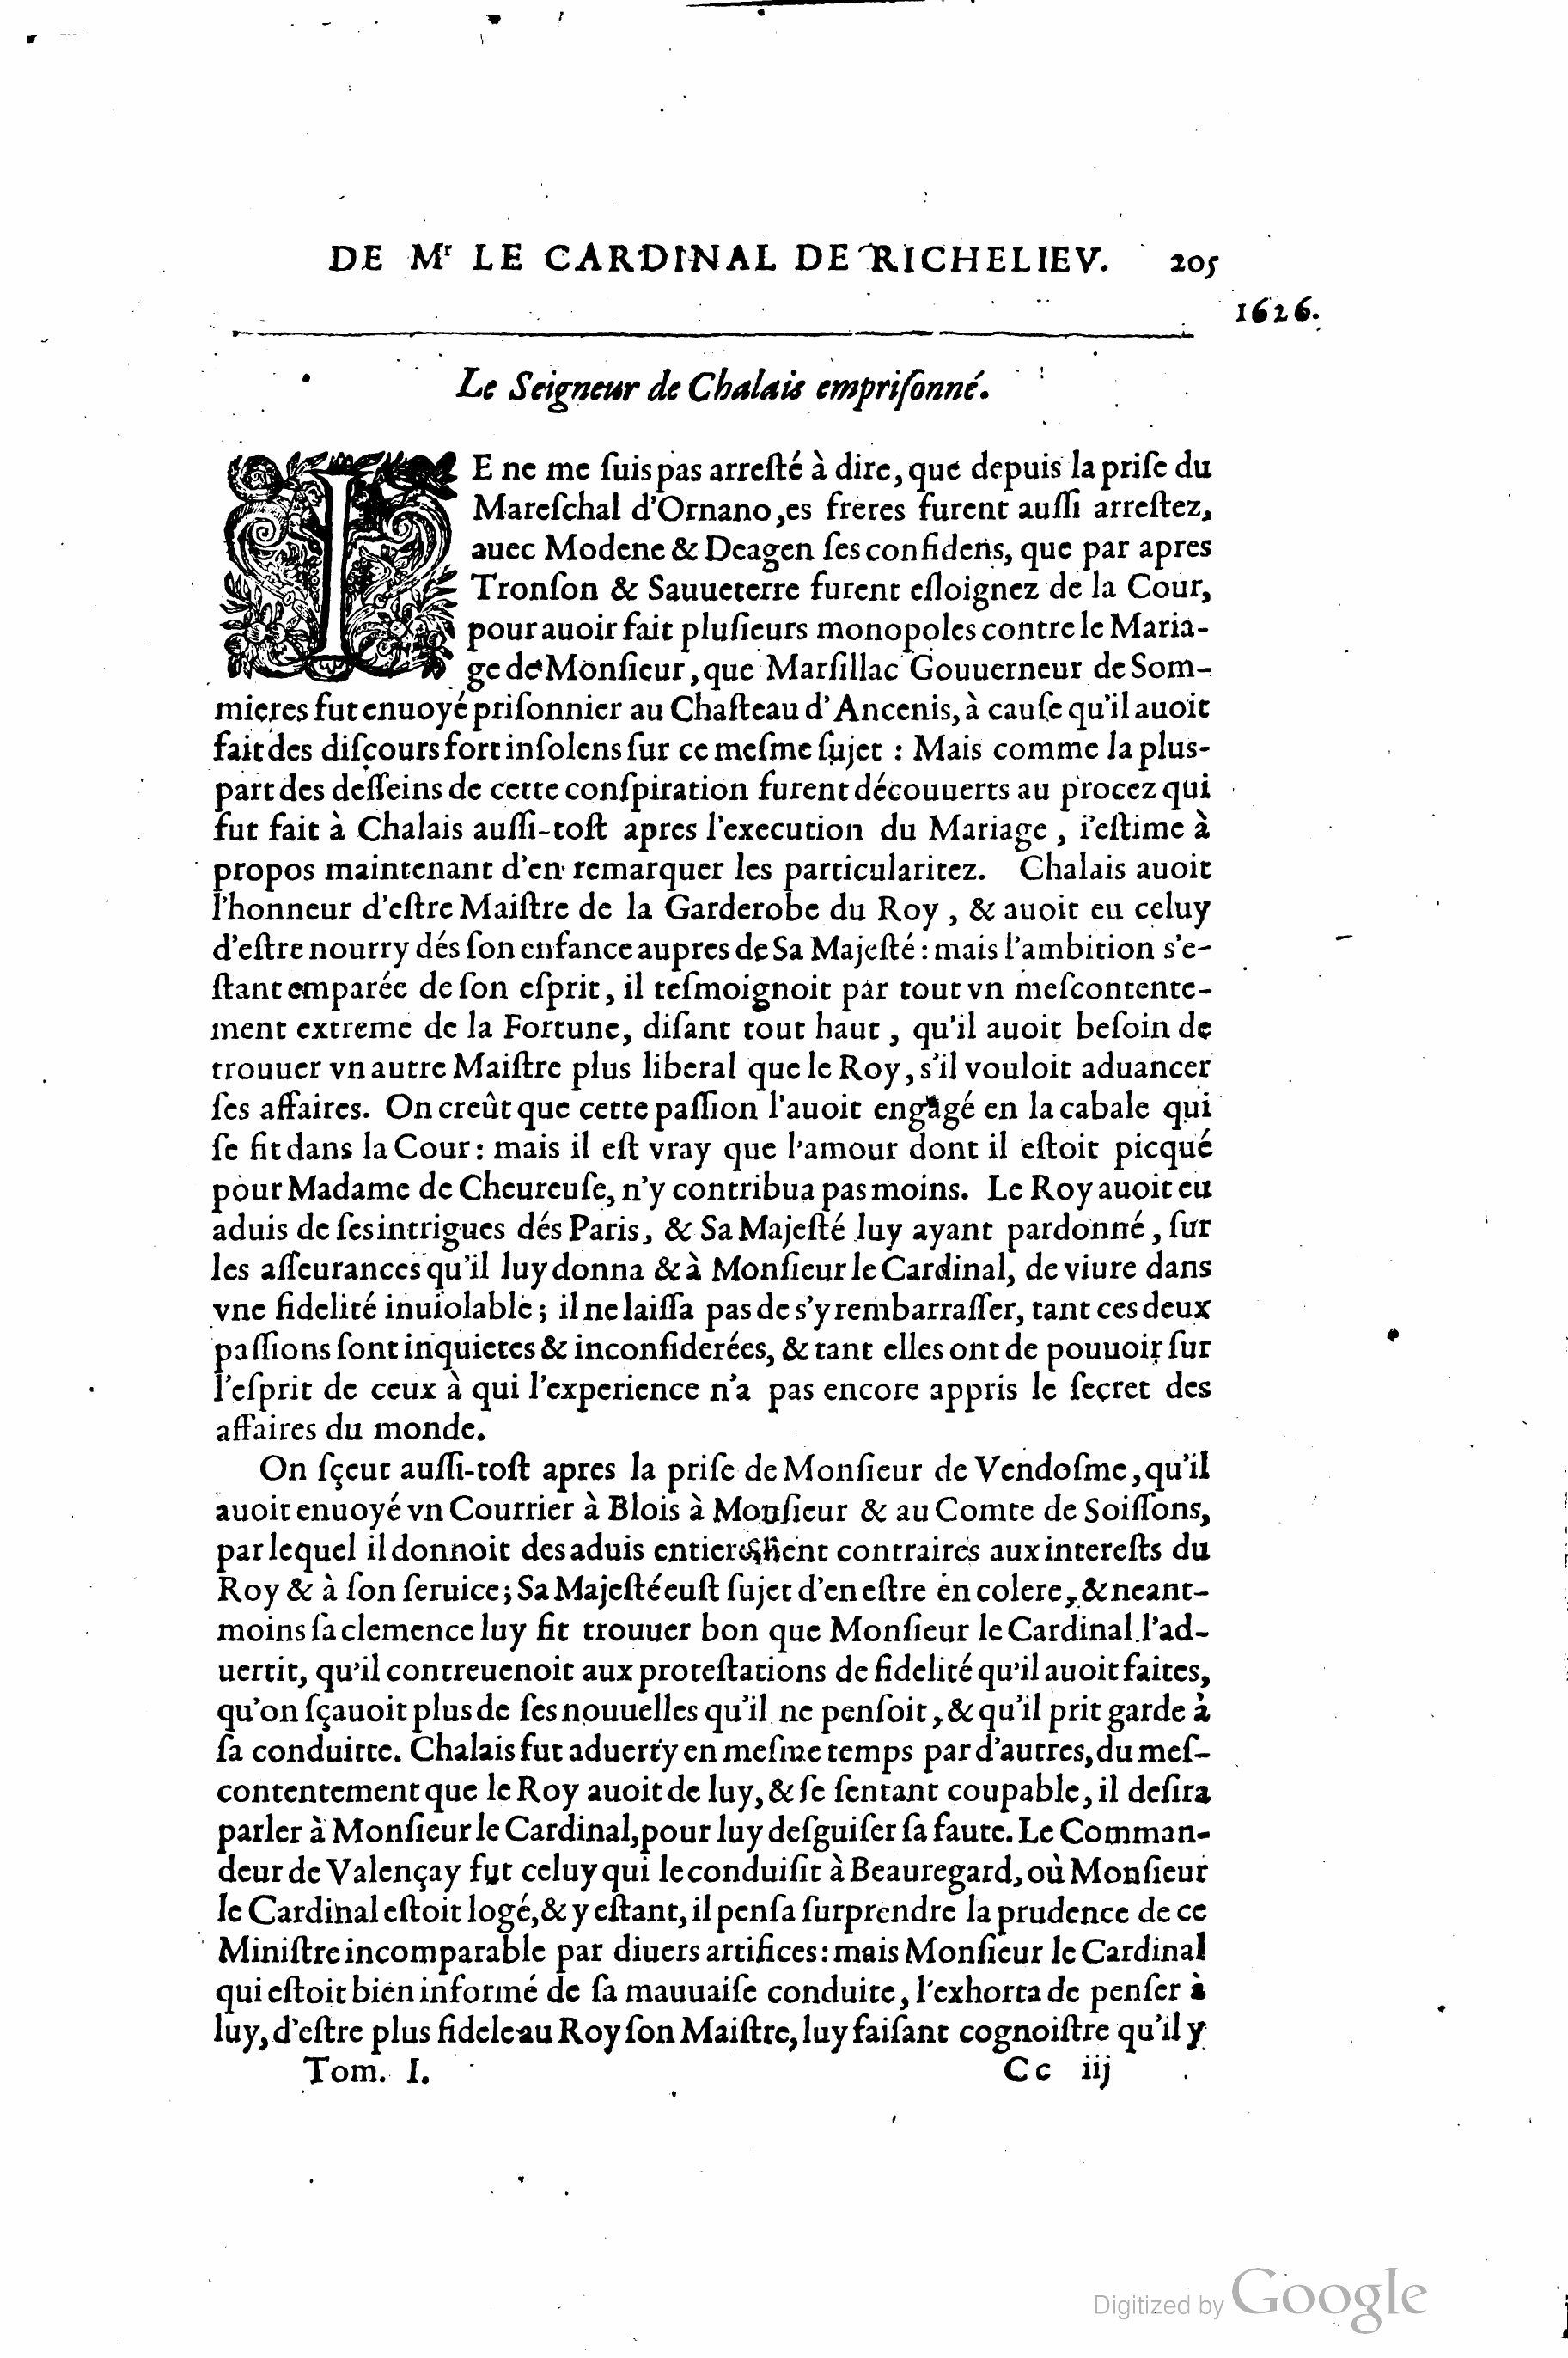 DE Mr LE CARDINAL DE RICHELIEV. 205
1626.
Le Seigneur de Chalais empriſonné.
IE ne me ſuis pas arreſté à dire, que depuis la priſe du
Mareſchal d'Ornano,es freres furent auſſi arreſtez,
auec Modene & Deagen ſes confidens, que par apres
Tronſon & Sauueterre furent eſloignez de la Cour,
pour auoir fait pluſieurs monopoles contre le Maria-
ge de Monſieur, que Marſillac Gouuerneur de Som-
mieres fut enuoyé priſonnier au Chaſteau d'Ancenis, à cauſe qu'il auoit
fait des diſcours fort inſolens ſur ce meſme ſujet : Mais comme la plus-
part des deſſeins de cette conſpiration furent découuerts au procez qui
fut fait à Chalais auſſi-toſt apres l'execution du Mariage, i'eſtime à
propos maintenant d'en remarquer les particularitez. Chalais auoit
l'honneur d'eſtre Maiſtre de la Garderobe du Roy, & auoit eu celuy
d'eſtre nourry dés ſon enfance aupres de Sa Majeſté : mais l'ambition s'e-
ſtant emparée de ſon eſprit, il teſmoignoit par tout vn meſcontente-
ment extreme de la Fortune, diſant tout haut, qu'il auoit beſoin de
trouuer vn autre Maiſtre plus liberal que le Roy, s'il vouloit aduancer
ſes affaires. On creût que cette paſſion l'auoit engagé en la cabale qui
ſe fit dans la Cour : mais il eſt vray que l'amour dont il eſtoit picqué
pour Madame de Cheureuſe, n'y contribua pas moins. Le Roy auoit eu
aduis de ſes intrigues dés Paris, & Sa Majeſté luy ayant pardonné, ſur
les aſſeurances qu'il luy donna & à Monſieur le Cardinal, de viure dans
vne fidelité inuiolable ; il ne laiſſa pas de s'y rembarraſſer, tant ces deux
paſſions ſont inquietes & inconſiderées, & tant elles ont de pouuoir ſur
l'eſprit de ceux à qui l'experience n'a pas encore appris le ſecret des
affaires du monde.
On ſçeut auſſi-toſt apres la priſe de Monſieur de Vendoſme, qu'il
auoit enuoyé vn Courrier à Blois à Monſieur & au Comte de Soiſſons,
par lequel il donnoit des aduis entierement contraires aux intereſts du
Roy & à ſon ſeruice ; Sa Majeſté euſt ſujet d'en eſtre en colere, & neant-
moins ſa clemence luy fit trouuer bon que Monſieur le Cardinal l'ad-
uertit, qu'il contreuenoit aux proteſtations de fidelité qu'il auoit faites,
qu'on ſçauoit plus de ſes nouuelles qu'il ne penſoit, & qu'il prit garde à
ſa conduitte. Chalais fut aduerty en meſme temps par d'autres, du meſ-
contentement que le Roy auoit de luy, & ſe ſentant coupable, il deſira
parler à Monſieur le Cardinal, pour luy deſguiſer ſa faute. Le Comman-
deur de Valençay fut celuy qui le conduiſit à Beauregard, où Monſieur
le Cardinal eſtoit logé, & y eſtant, il penſa ſurprendre la prudence de ce
Miniſtre incomparable par diuers artifices : mais Monſieur le Cardinal
qui eſtoit bien informé de ſa mauuaiſe conduite, l'exhorta de penſer à
luy, d'eſtre plus fidele au Roy ſon Maiſtre, luy faiſant cognoiſtre qu'il y
Tom. I. Cc iij
Digitized by Google